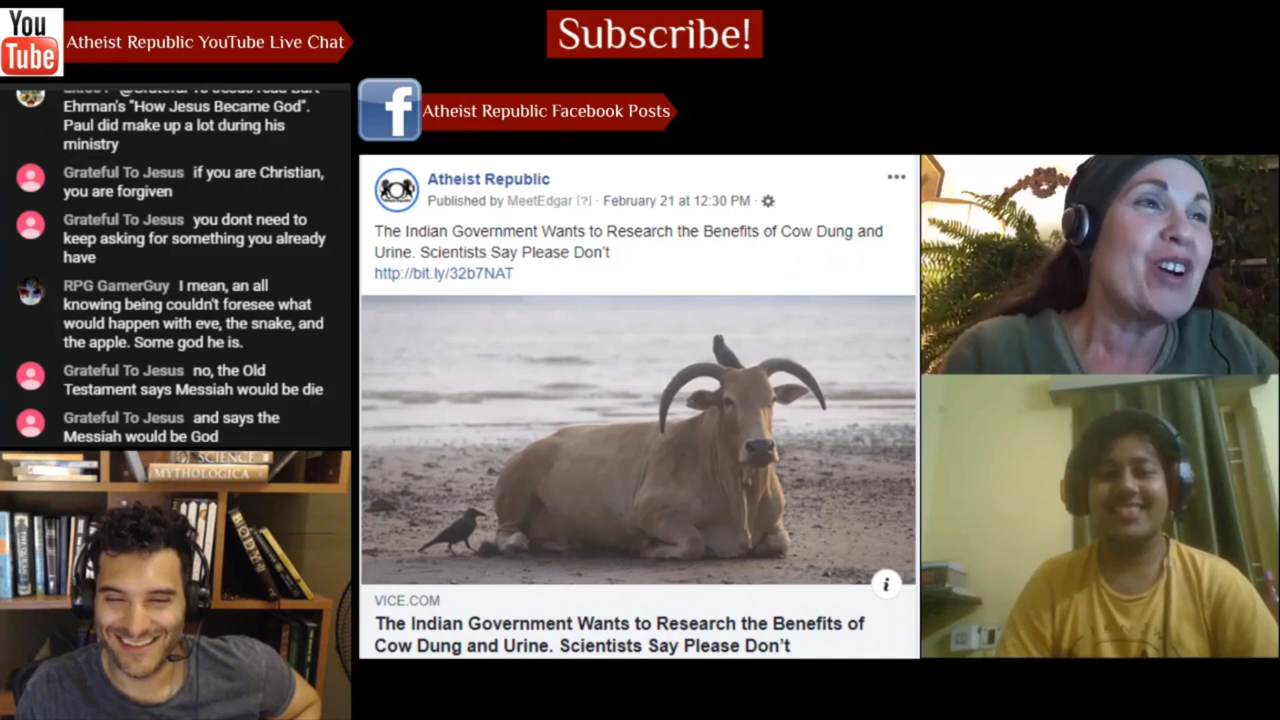 You
Tube
Atheist Republic YouTube Live Chat
Subscribe!
f
Atheist Republic Facebook Posts
Ehrman's "How Jesus Became God".
Paul did make up a lot during his
ministry
Grateful To Jesus if you are Christian,
you are forgiven
Grateful To Jesus you dont need to
keep asking for something you already
have
RPG GamerGuy I mean, an all
knowing being couldn't foresee what
would happen with eve, the snake, and
the apple. Some god he is.
Grateful To Jesus no, the Old
Testament says Messiah would be die
Grateful To Jesus and says the
Messiah would be God
Atheist Republic
Published by MeetEdgar [?] · February 21 at 12:30 PM ·
The Indian Government Wants to Research the Benefits of Cow Dung and
Urine. Scientists Say Please Don't
http://bit.ly/32b7NAT
i
VICE.COM
The Indian Government Wants to Research the Benefits of
Cow Dung and Urine. Scientists Say Please Don't
SCIENCE
MYTHOLOGICA